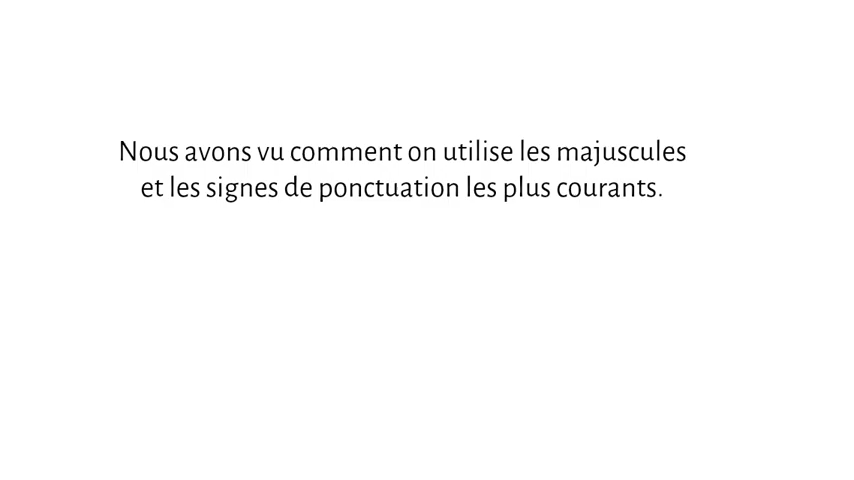 Nous avons vu comment on utilise les majuscules
et les signes de ponctuation les plus courants.